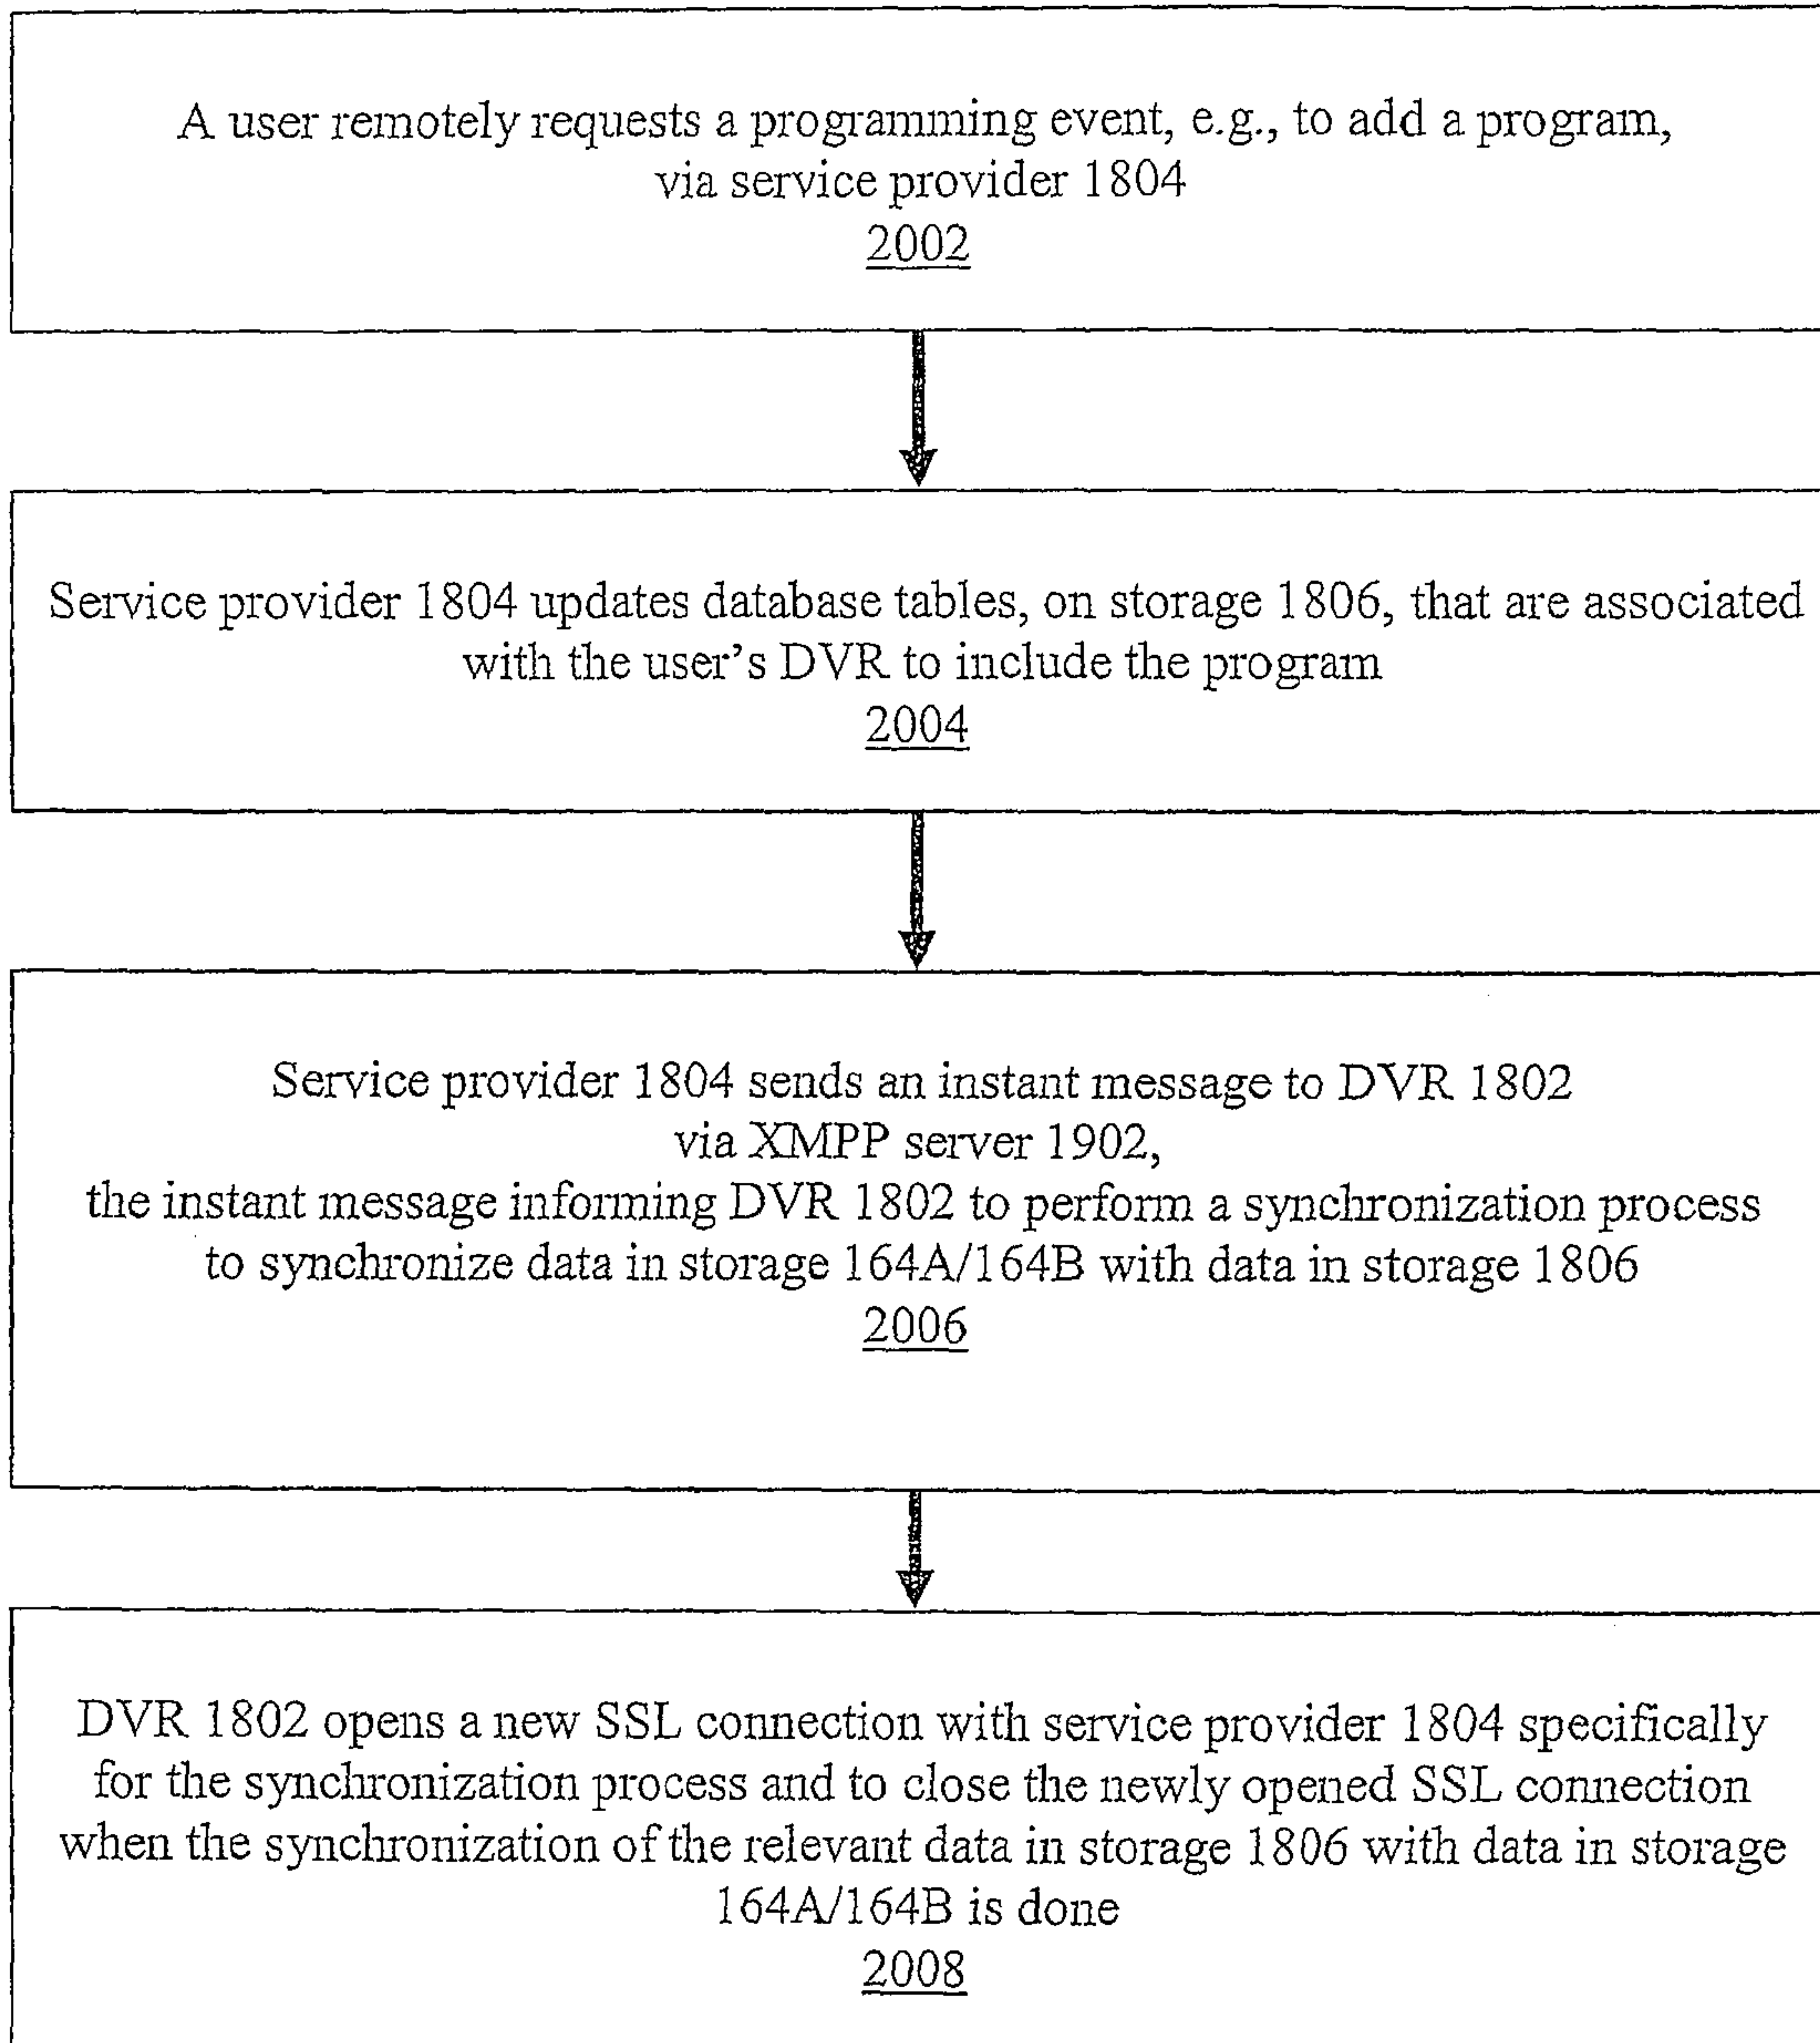 A user remotely requests a programming event, e.g., to add a program,
via service provider 1804
2002
Service provider 1804 updates database tables, on storage 1806, that are associated
with the user's DVR to include the program
2004
Service provider 1804 sends an instant message to DVR 1802
via XMPP server 1902,
the instant message informing DVR 1802 to perform a synchronization process
to synchronize data in storage 164A/164B with data in storage 1806
2006
DVR 1802 opens a new SSL connection with service provider 1804 specifically
for the synchronization process and to close the newly opened SSL connection
when the synchronization of the relevant data in storage 1806 with data in storage
164A/164B is done
2008